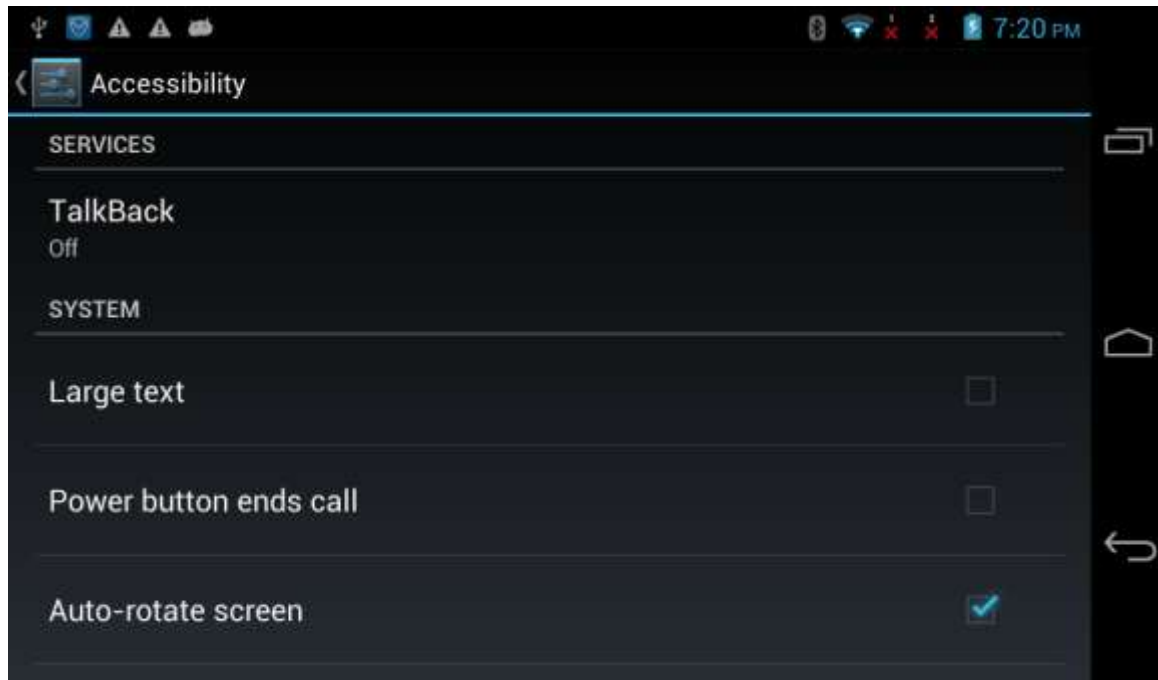 7:20 PM
Accessibility
SERVICES
TalkBack
Off
SYSTEM
Large text
Power button ends call
Auto-rotate screen